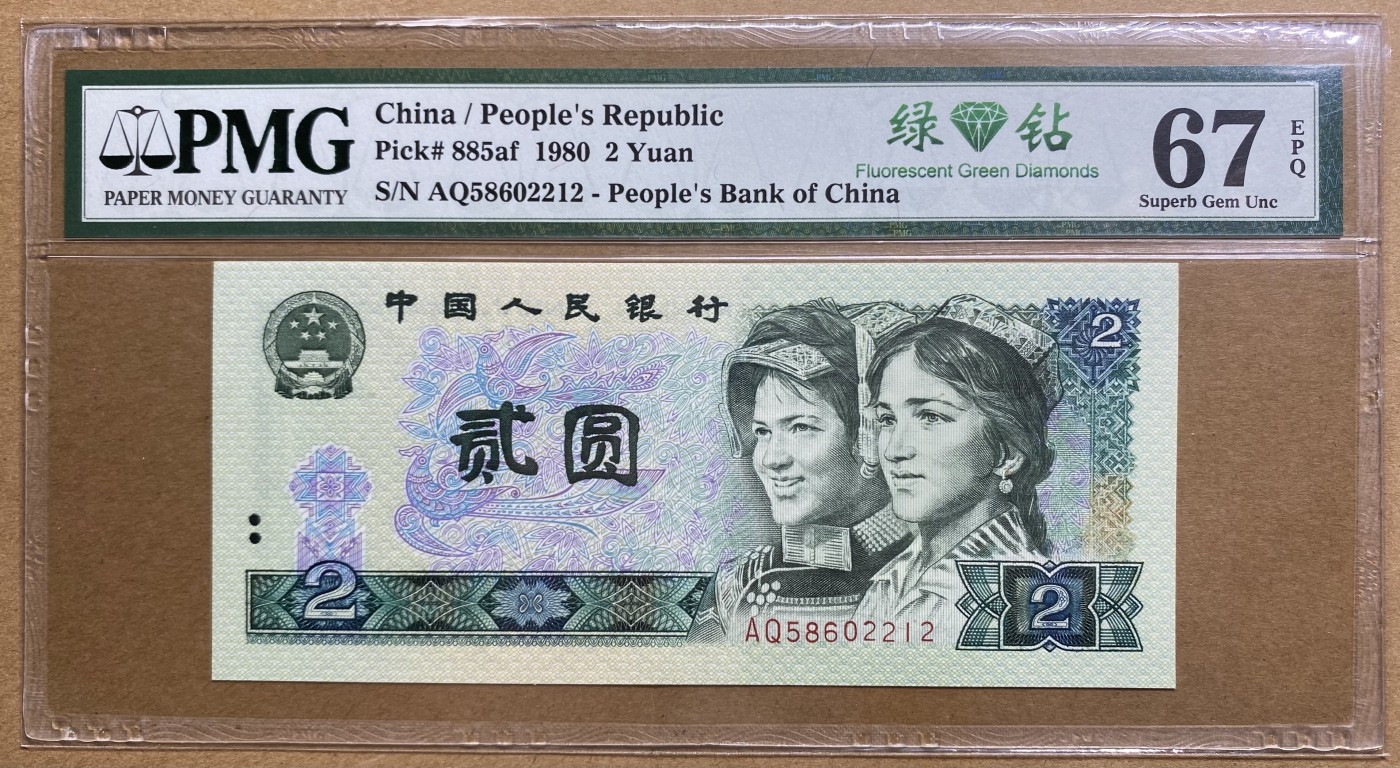 PMG
PAPER MONEY GUARANTY
China / People's Republic
Pick# 885af 1980 2 Yuan
S/N AQ58602212 - People's Bank of China
绿钻
Fluorescent Green Diamonds
67
EPQ
Superb Gem Unc
中国人民银行
2
贰圆
2
AQ58602212
2